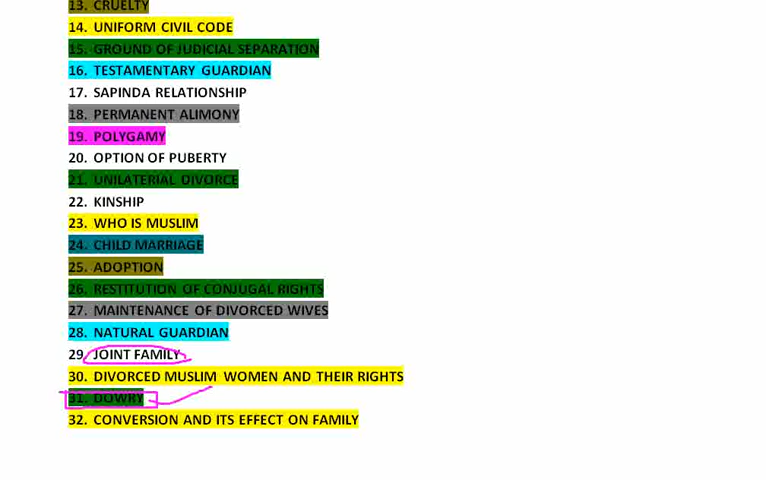 13. CRUELTY
14. UNIFORM CIVIL CODE
15. GROUND OF JUDICIAL SEPARATION
16. TESTAMENTARY GUARDIAN
17. SAPINDA RELATIONSHIP
18. PERMANENT ALIMONY
19. POLYGAMY
20. OPTION OF PUBERTY
21. UNILATERIAL DIVORCE
22. KINSHIP
23. WHO IS MUSLIM
24. CHILD MARRIAGE
25. ADOPTION
26. RESTITUTION OF CONJUGAL RIGHTS
27. MAINTENANCE OF DIVORCED WIVES
28. NATURAL GUARDIAN
29. JOINT FAMILY
30. DIVORCED MUSLIM WOMEN AND THEIR RIGHTS
31. DOWRY
32. CONVERSION AND ITS EFFECT ON FAMILY